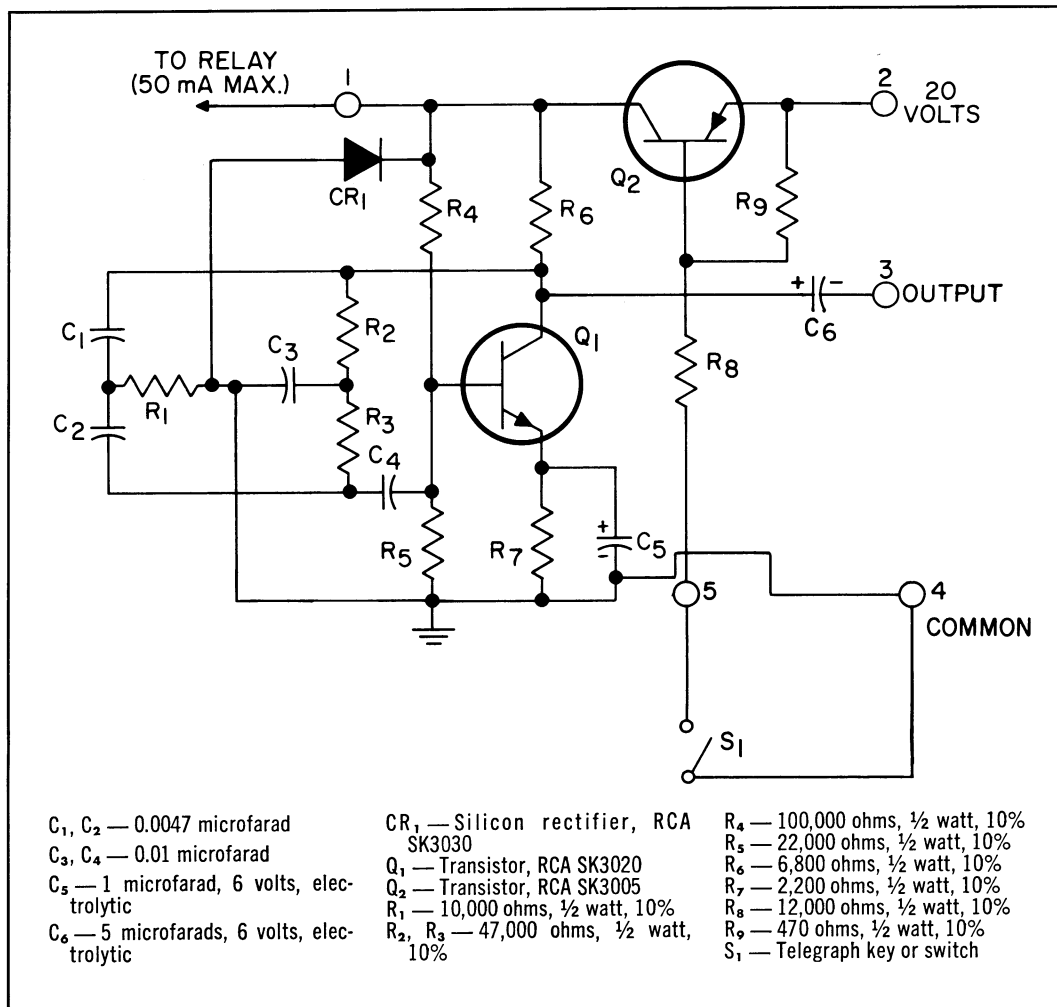 TO RELAY
(50 mA MAX.)
1
2
20
VOLTS
CR₁
R₄
R₆
Q₂
R₉
3
OUTPUT
+ -
C₆
C₁
R₂
Q₁
C₃
R₈
R₁
C₂
R₃
C₄
R₅
R₇
+
-
C₅
5
4
COMMON
S₁
C₁, C₂ — 0.0047 microfarad
C₃, C₄ — 0.01 microfarad
C₅ — 1 microfarad, 6 volts, elec-
trolytic
C₆ — 5 microfarads, 6 volts, elec-
trolytic
CR₁ — Silicon rectifier, RCA
SK3030
Q₁ — Transistor, RCA SK3020
Q₂ — Transistor, RCA SK3005
R₁ — 10,000 ohms, ½ watt, 10%
R₂, R₃ — 47,000 ohms, ½ watt,
10%
R₄ — 100,000 ohms, ½ watt, 10%
R₅ — 22,000 ohms, ½ watt, 10%
R₆ — 6,800 ohms, ½ watt, 10%
R₇ — 2,200 ohms, ½ watt, 10%
R₈ — 12,000 ohms, ½ watt, 10%
R₉ — 470 ohms, ½ watt, 10%
S₁ — Telegraph key or switch